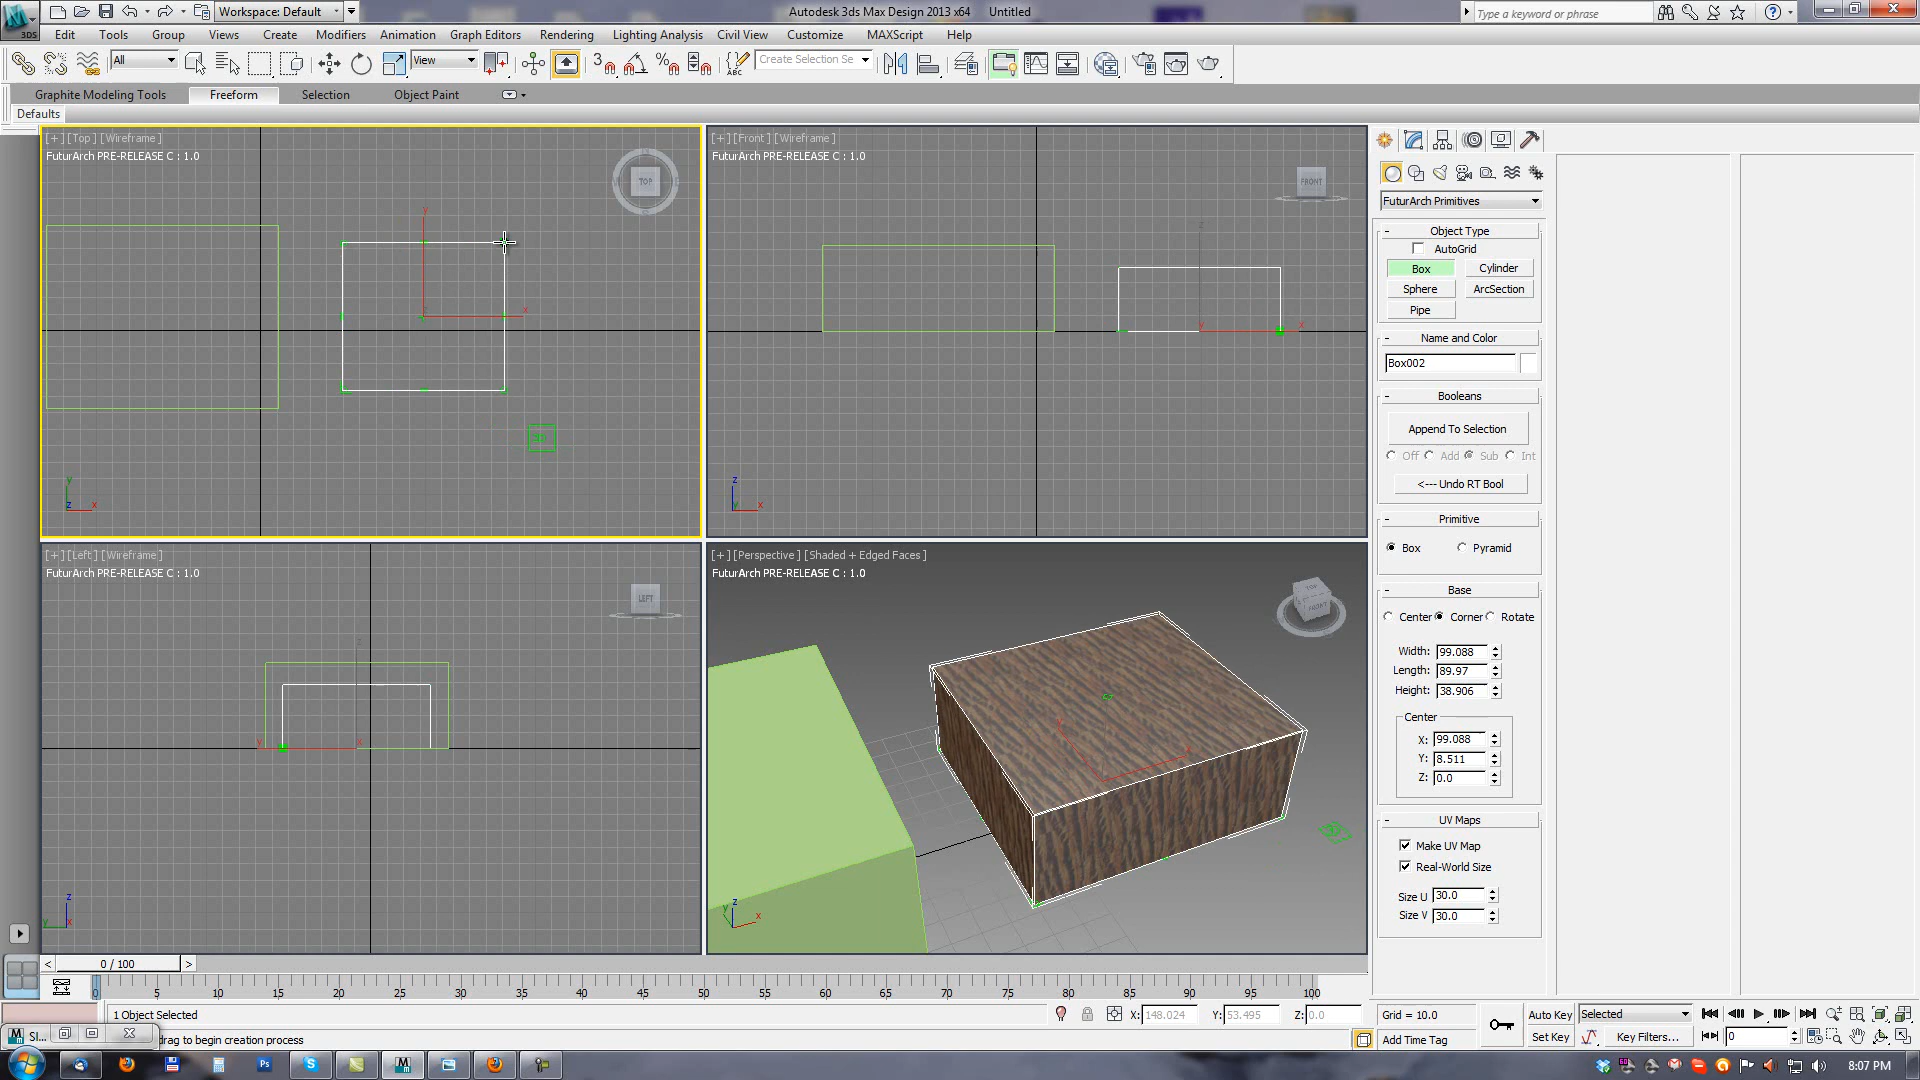 Workspace: Default
Autodesk 3ds Max Design 2013 x64 Untitled
Type a keyword or phrase
3DS
Edit Tools Group Views Create Modifiers Animation Graph Editors Rendering Lighting Analysis Civil View Customize MAXScript Help
All View Create Selection Se
Graphite Modeling Tools Freeform Selection Object Paint
Defaults
[+] [Top] [Wireframe]
FuturArch PRE-RELEASE C : 1.0
TOP
y
x
y
z x
[+] [Front] [Wireframe]
FuturArch PRE-RELEASE C : 1.0
FRONT
z
y x
z
y x
[+] [Left] [Wireframe]
FuturArch PRE-RELEASE C : 1.0
LEFT
z
y x
z
y x
[+] [Perspective] [Shaded + Edged Faces]
FuturArch PRE-RELEASE C : 1.0
TOP
FRONT
z
y x
FuturArch Primitives
- Object Type
AutoGrid
Box Cylinder
Sphere ArcSection
Pipe
- Name and Color
Box002
- Booleans
Append To Selection
Off Add Sub Int
<--- Undo RT Bool
- Primitive
Box Pyramid
- Base
Center Corner Rotate
Width: 99.088
Length: 89.97
Height: 38.906
Center
X: 99.088
Y: 8.511
Z: 0.0
- UV Maps
Make UV Map
Real-World Size
Size U 30.0
Size V 30.0
< 0 / 100 >
0 5 10 15 20 25 30 35 40 45 50 55 60 65 70 75 80 85 90 95 100
1 Object Selected
X: 148.024 Y: 53.495 Z: 0.0
Grid = 10.0
Auto Key Selected
SI...
drag to begin creation process
Add Time Tag
Set Key Key Filters... 0
8:07 PM